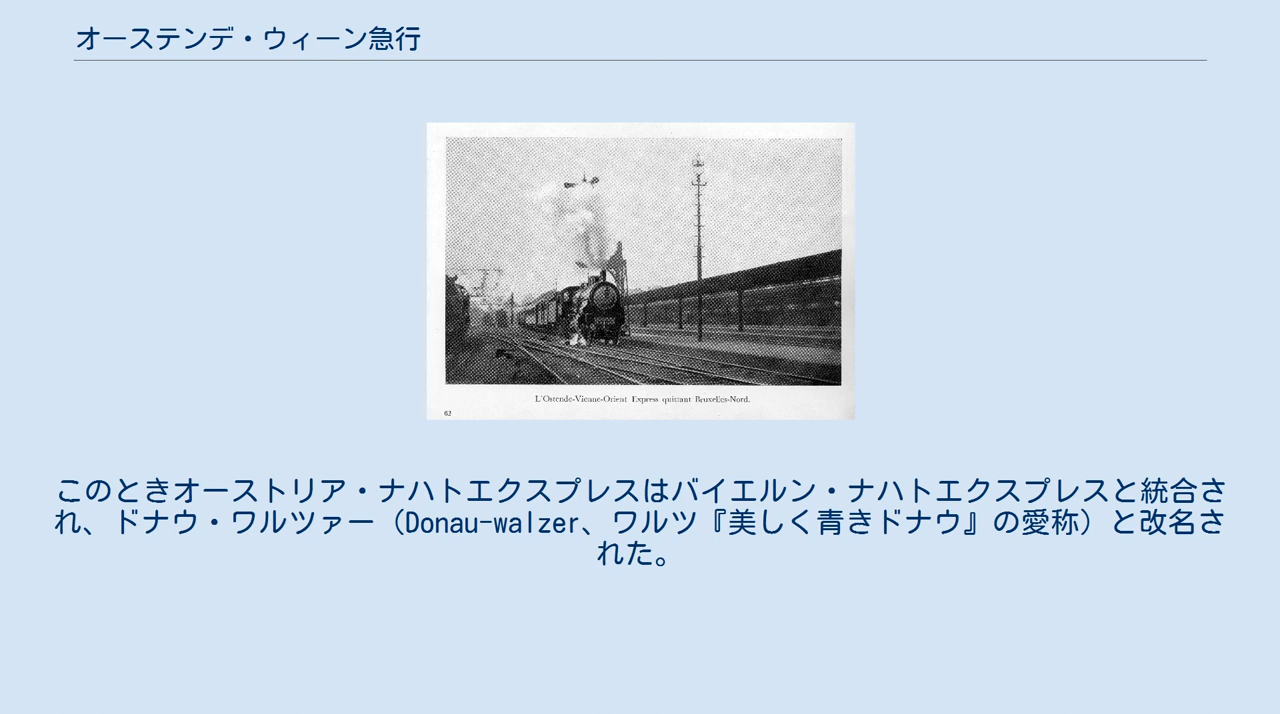 オーステンデ・ウィーン急行
L'Ostende-Vienne-Orient Express quittant Bruxelles-Nord.
62
このときオーストリア・ナハトエクスプレスはバイエルン・ナハトエクスプレスと統合さ
れ、ドナウ・ワルツァー（Donau-walzer、ワルツ『美しく青きドナウ』の愛称）と改名さ
れた。